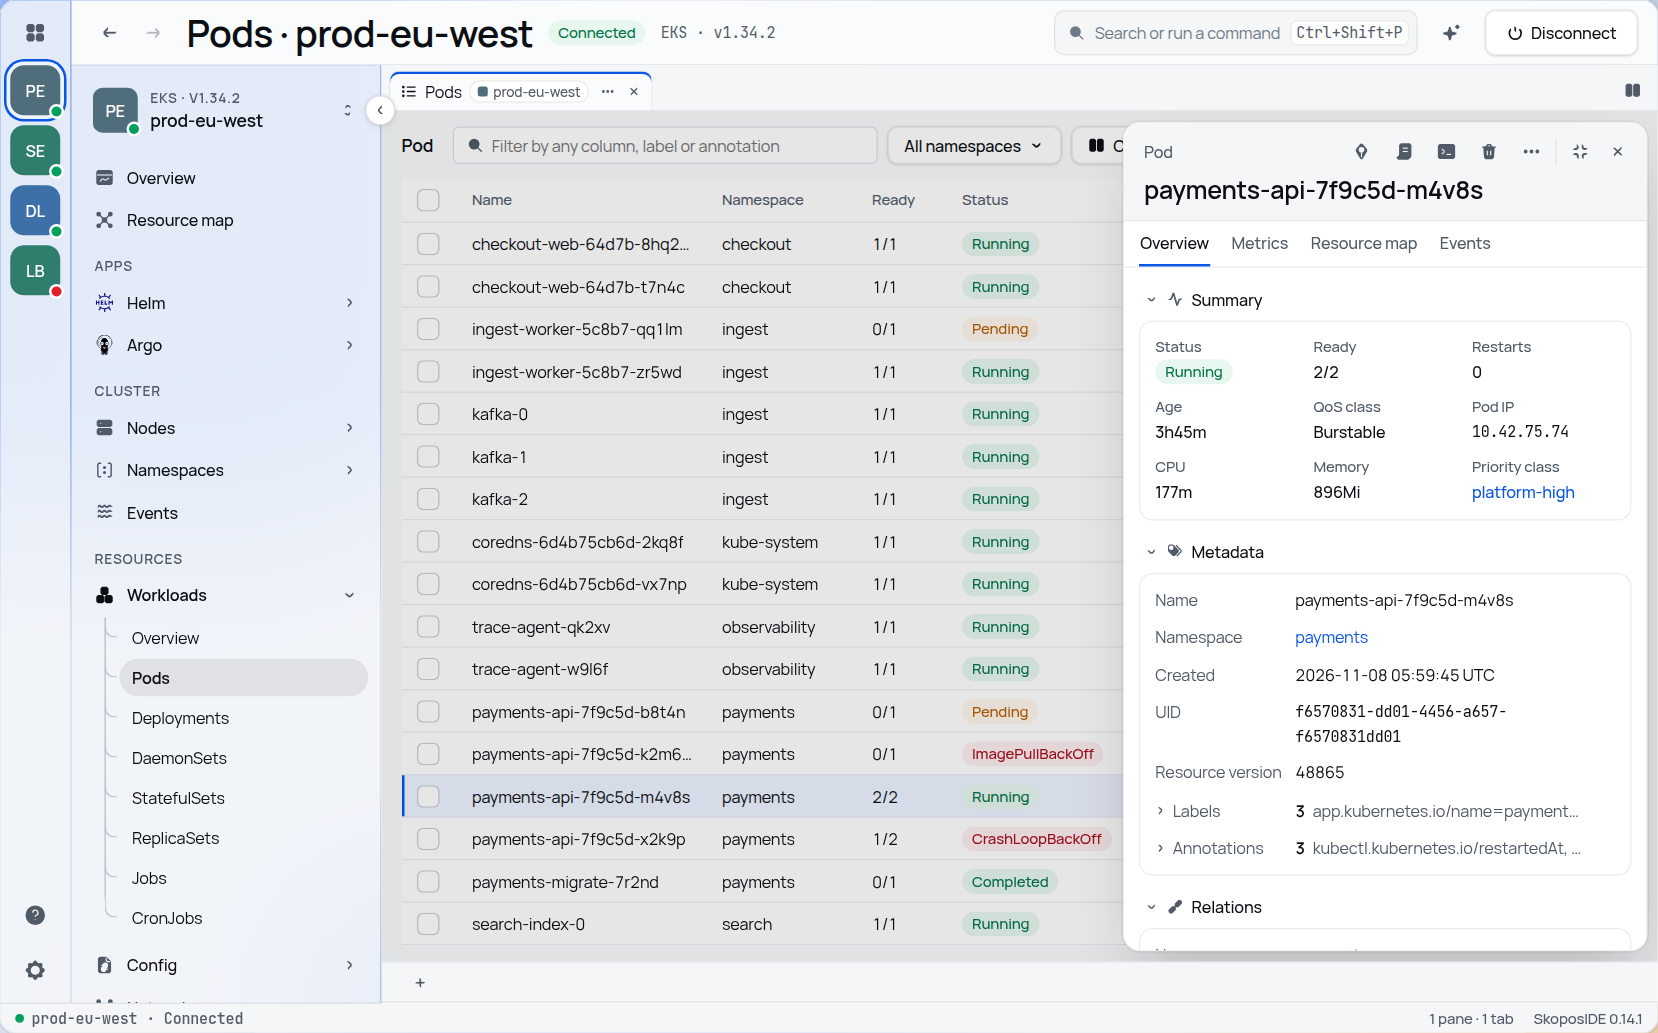 Pods · prod-eu-west
Connected
EKS · v1.34.2
Search or run a command
Ctrl+Shift+P
Disconnect
PE
SE
DL
LB
PE
EKS · V1.34.2
prod-eu-west
Overview
Resource map
APPS
Helm
Argo
CLUSTER
Nodes
Namespaces
Events
RESOURCES
Workloads
Overview
Pods
Deployments
DaemonSets
StatefulSets
ReplicaSets
Jobs
CronJobs
Config
Pods
prod-eu-west
Pod
Filter by any column, label or annotation
All namespaces
Name Namespace Ready Status
checkout-web-64d7b-8hq2... checkout 1/1 Running
checkout-web-64d7b-t7n4c checkout 1/1 Running
ingest-worker-5c8b7-qq1lm ingest 0/1 Pending
ingest-worker-5c8b7-zr5wd ingest 1/1 Running
kafka-0 ingest 1/1 Running
kafka-1 ingest 1/1 Running
kafka-2 ingest 1/1 Running
coredns-6d4b75cb6d-2kq8f kube-system 1/1 Running
coredns-6d4b75cb6d-vx7np kube-system 1/1 Running
trace-agent-qk2xv observability 1/1 Running
trace-agent-w9l6f observability 1/1 Running
payments-api-7f9c5d-b8t4n payments 0/1 Pending
payments-api-7f9c5d-k2m6... payments 0/1 ImagePullBackOff
payments-api-7f9c5d-m4v8s payments 2/2 Running
payments-api-7f9c5d-x2k9p payments 1/2 CrashLoopBackOff
payments-migrate-7r2nd payments 0/1 Completed
search-index-0 search 1/1 Running
Pod
payments-api-7f9c5d-m4v8s
Overview Metrics Resource map Events
Summary
Status Ready Restarts
Running 2/2 0
Age QoS class Pod IP
3h45m Burstable 10.42.75.74
CPU Memory Priority class
177m 896Mi platform-high
Metadata
Name payments-api-7f9c5d-m4v8s
Namespace payments
Created 2026-11-08 05:59:45 UTC
UID f6570831-dd01-4456-a657-
f6570831dd01
Resource version 48865
Labels 3 app.kubernetes.io/name=payment...
Annotations 3 kubectl.kubernetes.io/restartedAt, ...
Relations
prod-eu-west · Connected
1 pane · 1 tab
SkoposIDE 0.14.1